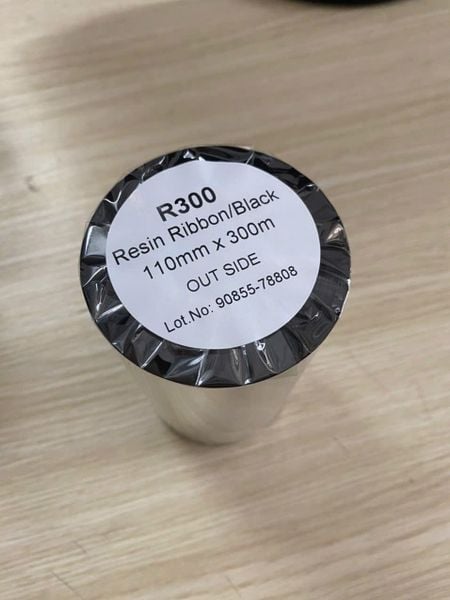 R300
Resin Ribbon/Black
110mm x 300m
OUT SIDE
Lot.No: 90855-78808